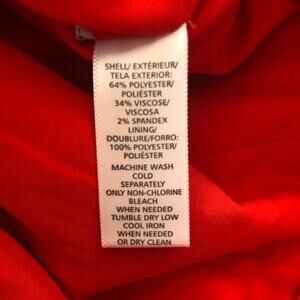 SHELL/ EXTÉRIEUR/
TELA EXTERIOR:
64% POLYESTER/
POLIÉSTER
34% VISCOSE/
VISCOSA
2% SPANDEX
LINING/
DOUBLURE/FORRO:
100% POLYESTER/
POLIÉSTER
MACHINE WASH
COLD
SEPARATELY
ONLY NON-CHLORINE
BLEACH
WHEN NEEDED
TUMBLE DRY LOW
COOL IRON
WHEN NEEDED
OR DRY CLEAN